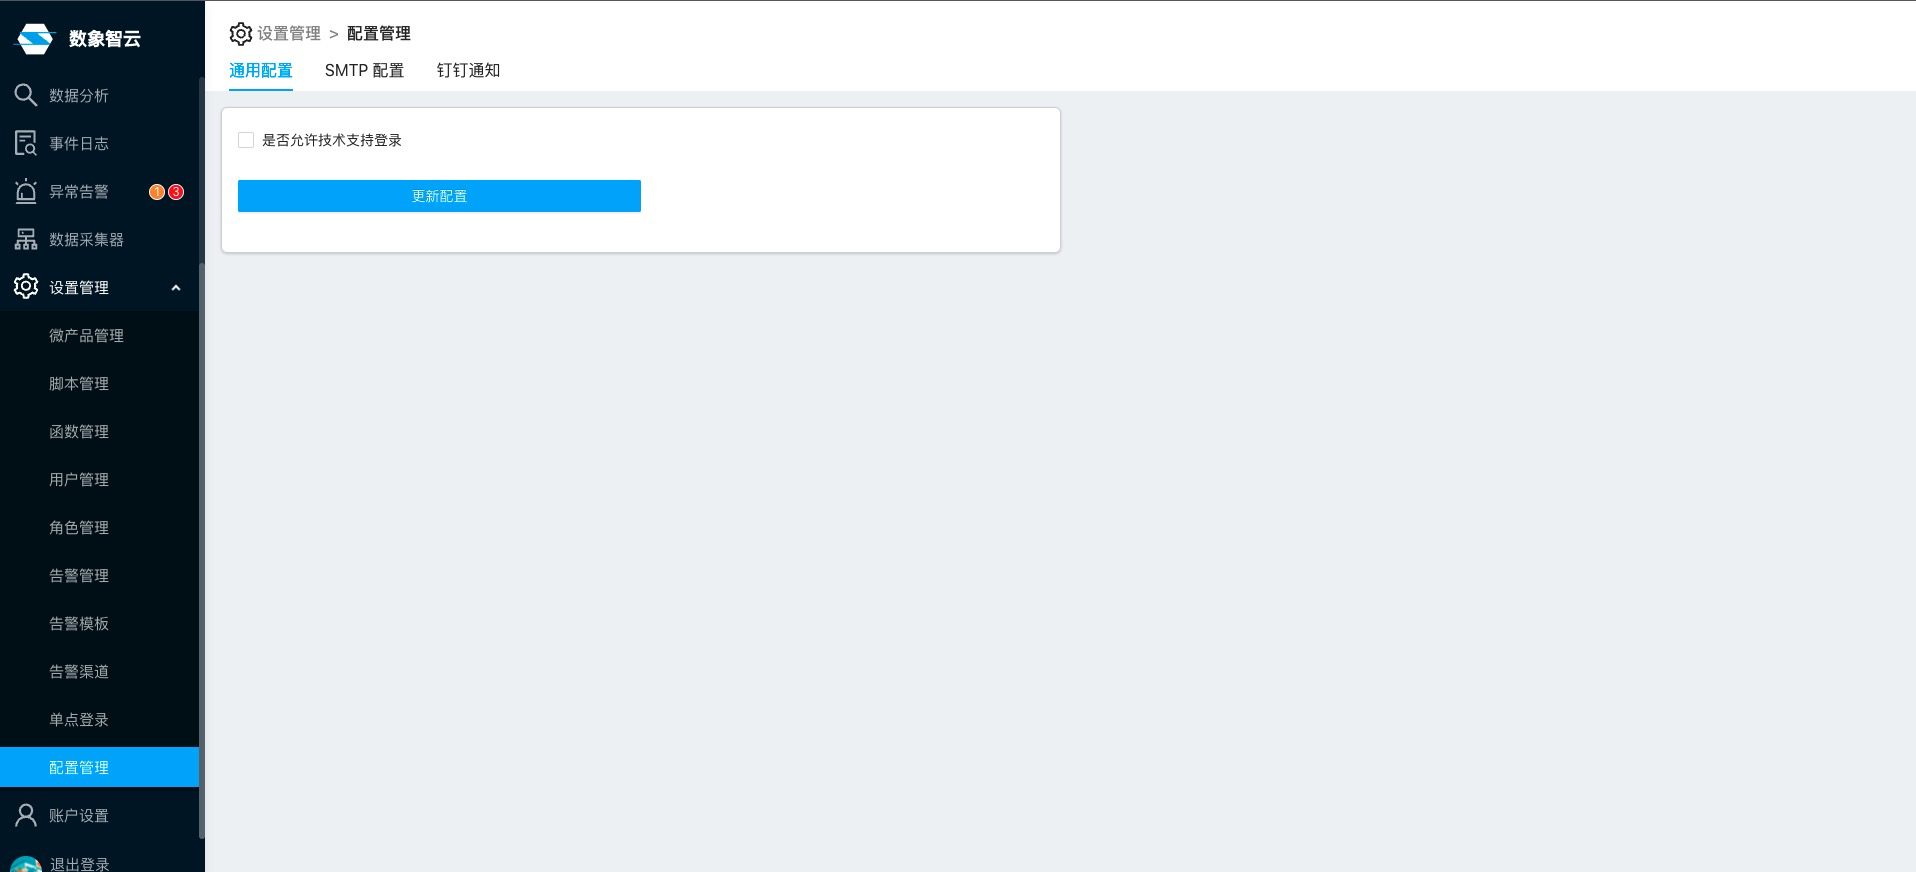 数象智云
数据分析
事件日志
异常告警 1 3
数据采集器
设置管理
微产品管理
脚本管理
函数管理
用户管理
角色管理
告警管理
告警模板
告警渠道
单点登录
配置管理
账户设置
退出登录
设置管理 > 配置管理
通用配置 SMTP 配置 钉钉通知
是否允许技术支持登录
更新配置